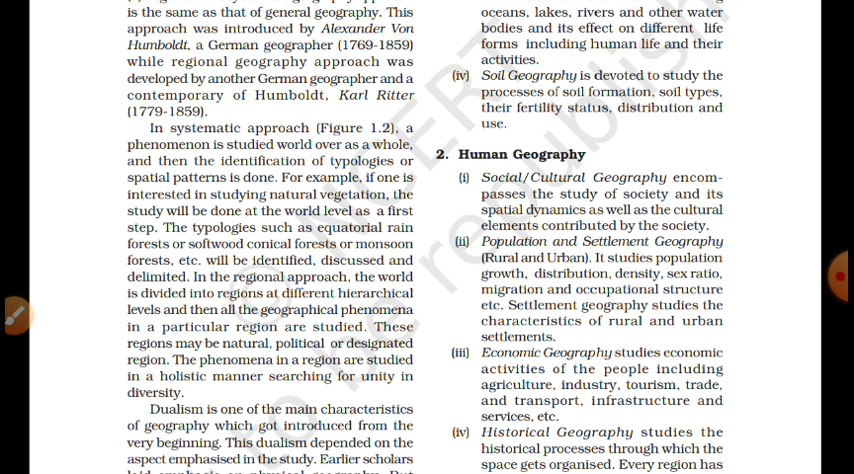 is the same as that of general geography. This
approach was introduced by Alexander Von
Humboldt, a German geographer (1769-1859)
while regional geography approach was
developed by another German geographer and a
contemporary of Humboldt, Karl Ritter
(1779-1859).
In systematic approach (Figure 1.2), a
phenomenon is studied world over as a whole,
and then the identification of typologies or
spatial patterns is done. For example, if one is
interested in studying natural vegetation, the
study will be done at the world level as a first
step. The typologies such as equatorial rain
forests or softwood conical forests or monsoon
forests, etc. will be identified, discussed and
delimited. In the regional approach, the world
is divided into regions at different hierarchical
levels and then all the geographical phenomena
in a particular region are studied. These
regions may be natural, political or designated
region. The phenomena in a region are studied
in a holistic manner searching for unity in
diversity.
Dualism is one of the main characteristics
of geography which got introduced from the
very beginning. This dualism depended on the
aspect emphasised in the study. Earlier scholars
oceans, lakes, rivers and other water
bodies and its effect on different life
forms including human life and their
activities.
(iv) Soil Geography is devoted to study the
processes of soil formation, soil types,
their fertility status, distribution and
use.
2. Human Geography
(i) Social/Cultural Geography encom-
passes the study of society and its
spatial dynamics as well as the cultural
elements contributed by the society.
(ii) Population and Settlement Geography
(Rural and Urban). It studies population
growth, distribution, density, sex ratio,
migration and occupational structure
etc. Settlement geography studies the
characteristics of rural and urban
settlements.
(iii) Economic Geography studies economic
activities of the people including
agriculture, industry, tourism, trade,
and transport, infrastructure and
services, etc.
(iv) Historical Geography studies the
historical processes through which the
space gets organised. Every region has
© NCERT
to be republish